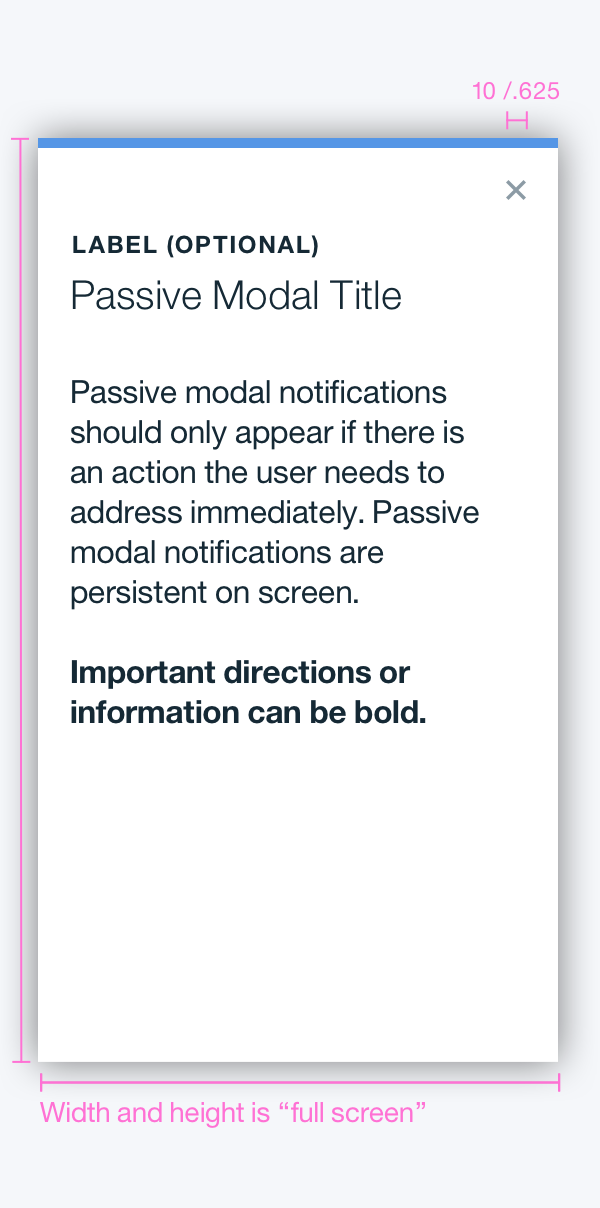 10 /.625
LABEL (OPTIONAL)
Passive Modal Title
Passive modal notifications
should only appear if there is
an action the user needs to
address immediately. Passive
modal notifications are
persistent on screen.
Important directions or
information can be bold.
Width and height is “full screen”